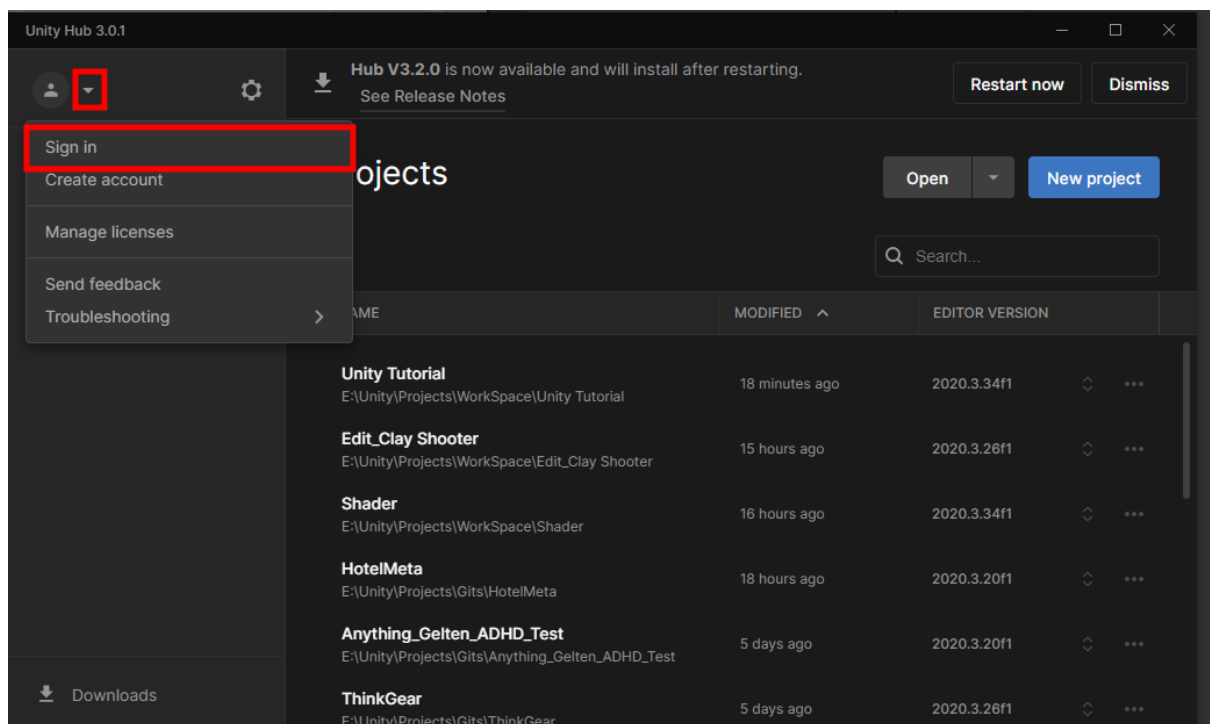 Unity Hub 3.0.1
Hub V3.2.0 is now available and will install after restarting.
See Release Notes
Restart now
Dismiss
Sign in
Create account
Manage licenses
Send feedback
Troubleshooting
ojects
Open
New project
Search...
AME
MODIFIED
EDITOR VERSION
Unity Tutorial
E:\Unity\Projects\WorkSpace\Unity Tutorial
18 minutes ago
2020.3.34f1
Edit_Clay Shooter
E:\Unity\Projects\WorkSpace\Edit_Clay Shooter
15 hours ago
2020.3.26f1
Shader
E:\Unity\Projects\WorkSpace\Shader
16 hours ago
2020.3.34f1
HotelMeta
E:\Unity\Projects\Gits\HotelMeta
18 hours ago
2020.3.20f1
Anything_Gelten_ADHD_Test
E:\Unity\Projects\Gits\Anything_Gelten_ADHD_Test
5 days ago
2020.3.20f1
ThinkGear
E:\Unity\Projects\Gits\ThinkGear
5 days ago
2020.3.26f1
Downloads